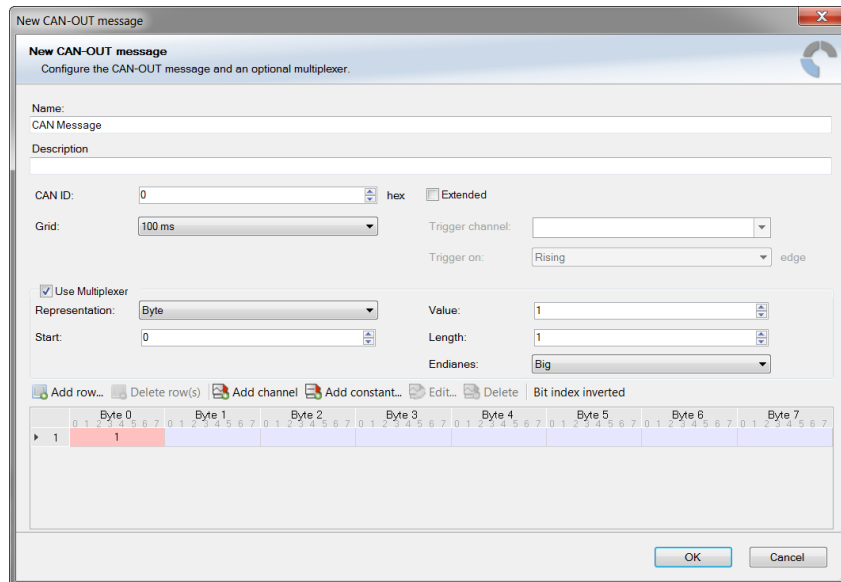 New CAN-OUT message
New CAN-OUT message
Configure the CAN-OUT message and an optional multiplexer.
Name:
CAN Message
Description
CAN ID: 0 hex Extended
Grid: 100 ms Trigger channel:
Trigger on: Rising edge
Use Multiplexer
Representation: Byte Value: 1
Start: 0 Length: 1
Endianes: Big
Add row... Delete row(s) Add channel Add constant... Edit... Delete Bit index inverted
Byte 0 Byte 1 Byte 2 Byte 3 Byte 4 Byte 5 Byte 6 Byte 7
0 1 2 3 4 5 6 7 0 1 2 3 4 5 6 7 0 1 2 3 4 5 6 7 0 1 2 3 4 5 6 7 0 1 2 3 4 5 6 7 0 1 2 3 4 5 6 7 0 1 2 3 4 5 6 7 0 1 2 3 4 5 6 7
1 1
OK Cancel